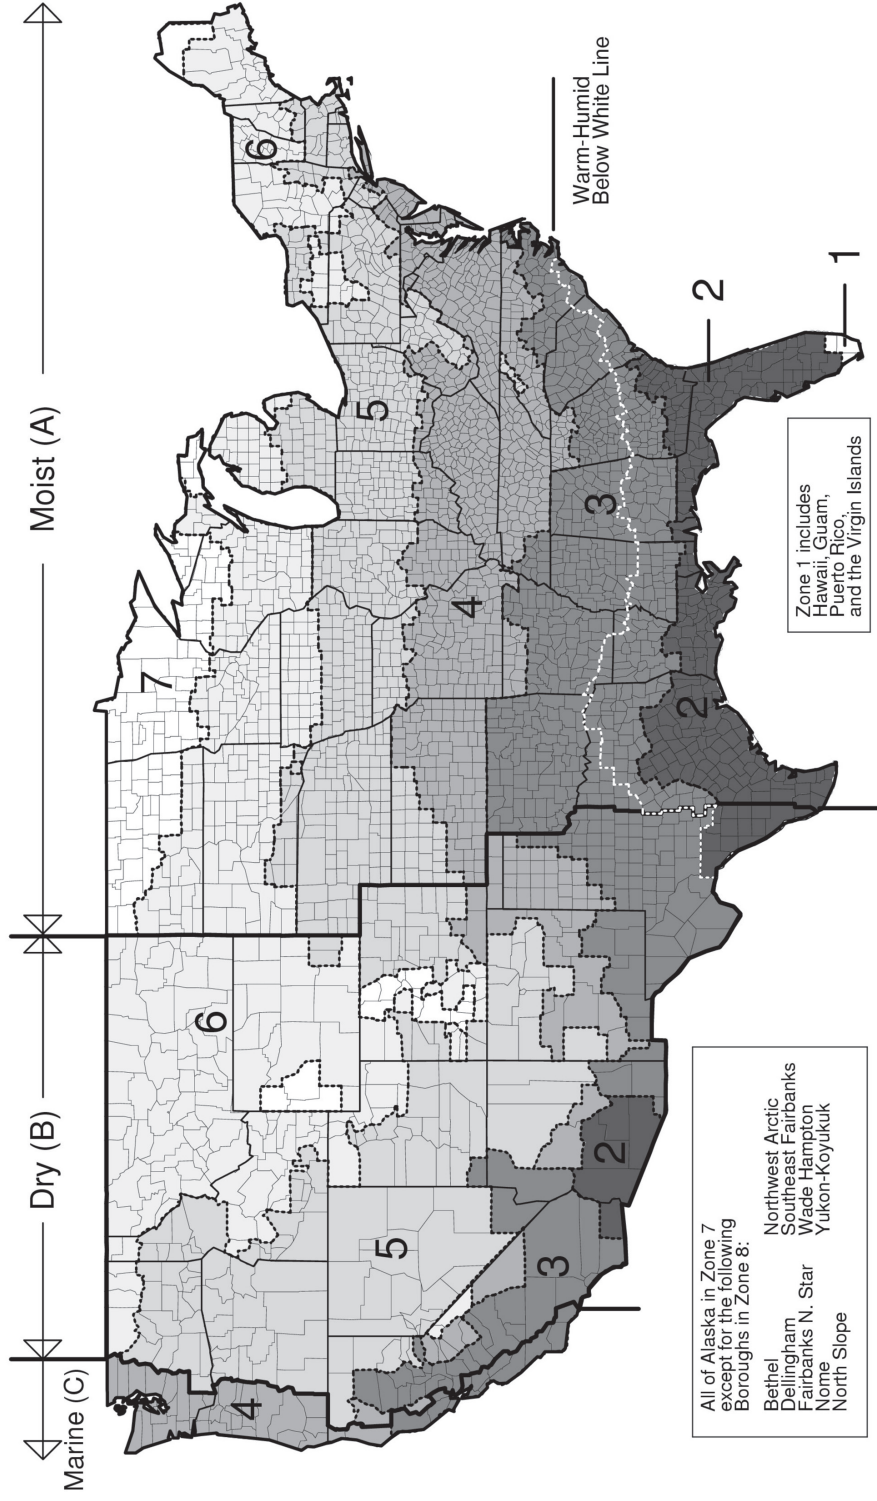 Marine (C)
Dry (B)
Moist (A)
7
6
6
5
5
4
4
3
3
2
2
2
1
Warm-Humid
Below White Line
All of Alaska in Zone 7
except for the following
Boroughs in Zone 8:
Bethel
Dellingham
Fairbanks N. Star
Nome
North Slope
Northwest Arctic
Southeast Fairbanks
Wade Hampton
Yukon-Koyukuk
Zone 1 includes
Hawaii, Guam,
Puerto Rico,
and the Virgin Islands